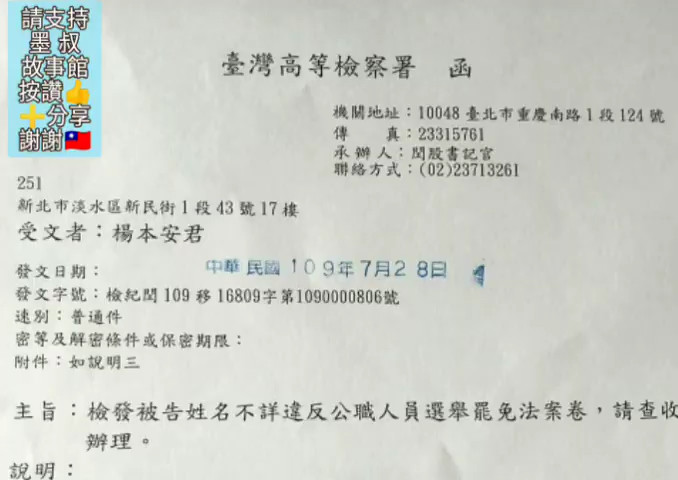 請支持
墨叔
故事館
按讚👍
➕分享
謝謝🇹🇼
臺灣高等檢察署 函
機關地址：10048 臺北市重慶南路1段124號
傳 真：23315761
承辦人：閔股書記官
聯絡方式：(02)23713261
251
新北市淡水區新民街1段43號17樓
受文者：楊本安君
發文日期：中華民國109年7月28日
發文字號：檢紀閔109移16809字第1090000806號
速別：普通件
密等及解密條件或保密期限：
附件：如說明三
主旨：檢發被告姓名不詳違反公職人員選舉罷免法案卷，請查收
辦理。
說明：